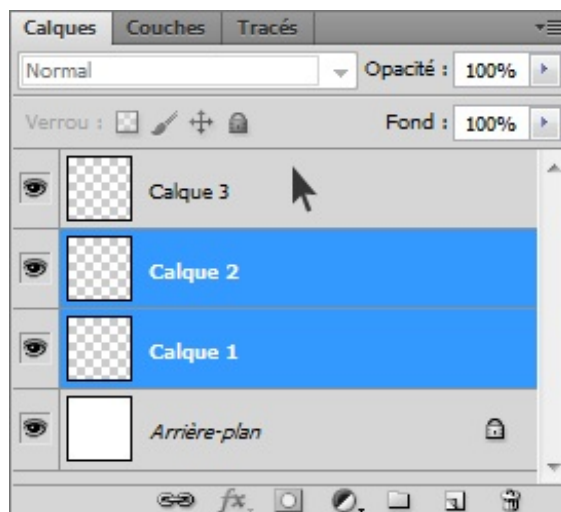 Calques Couches Tracés
Normal Opacité : 100%
Verrou : Fond : 100%
Calque 3
Calque 2
Calque 1
Arrière-plan
fx.